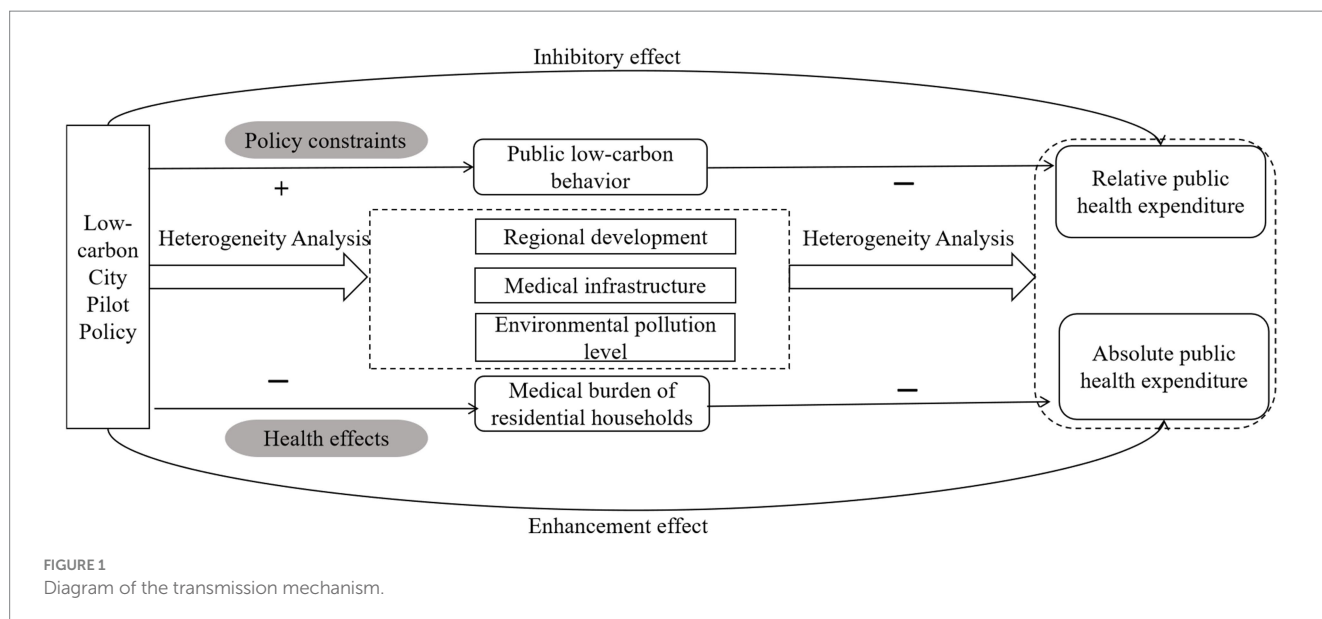 Inhibitory effect
Policy constraints
+
Public low-carbon
behavior
−
Relative public
health expenditure
Low-
carbon
City
Pilot
Policy
Heterogeneity Analysis
Regional development
Medical infrastructure
Environmental pollution
level
Heterogeneity Analysis
−
Health effects
Medical burden of
residential households
−
Absolute public
health expenditure
Enhancement effect
FIGURE 1
Diagram of the transmission mechanism.